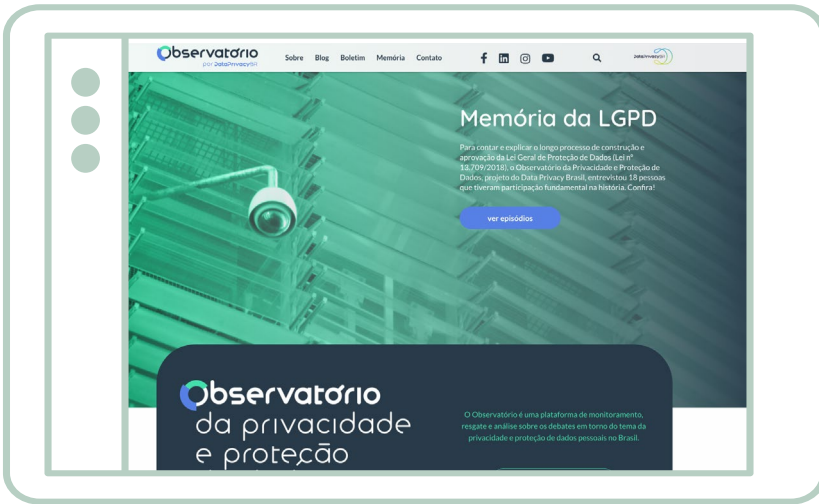 Observatório
por DataPrivacyBR
Sobre Blog Boletim Memória Contato
DataPrivacyBR
Memória da LGPD
Para contar e explicar o longo processo de construção e
aprovação da Lei Geral de Proteção de Dados (Lei nº
13.709/2018), o Observatório da Privacidade e Proteção de
Dados, projeto do Data Privacy Brasil, entrevistou 18 pessoas
que tiveram participação fundamental na história. Confira!
ver episódios
Observatório
da privacidade
e proteção
O Observatório é uma plataforma de monitoramento,
resgate e análise sobre os debates em torno do tema da
privacidade e proteção de dados pessoais no Brasil.